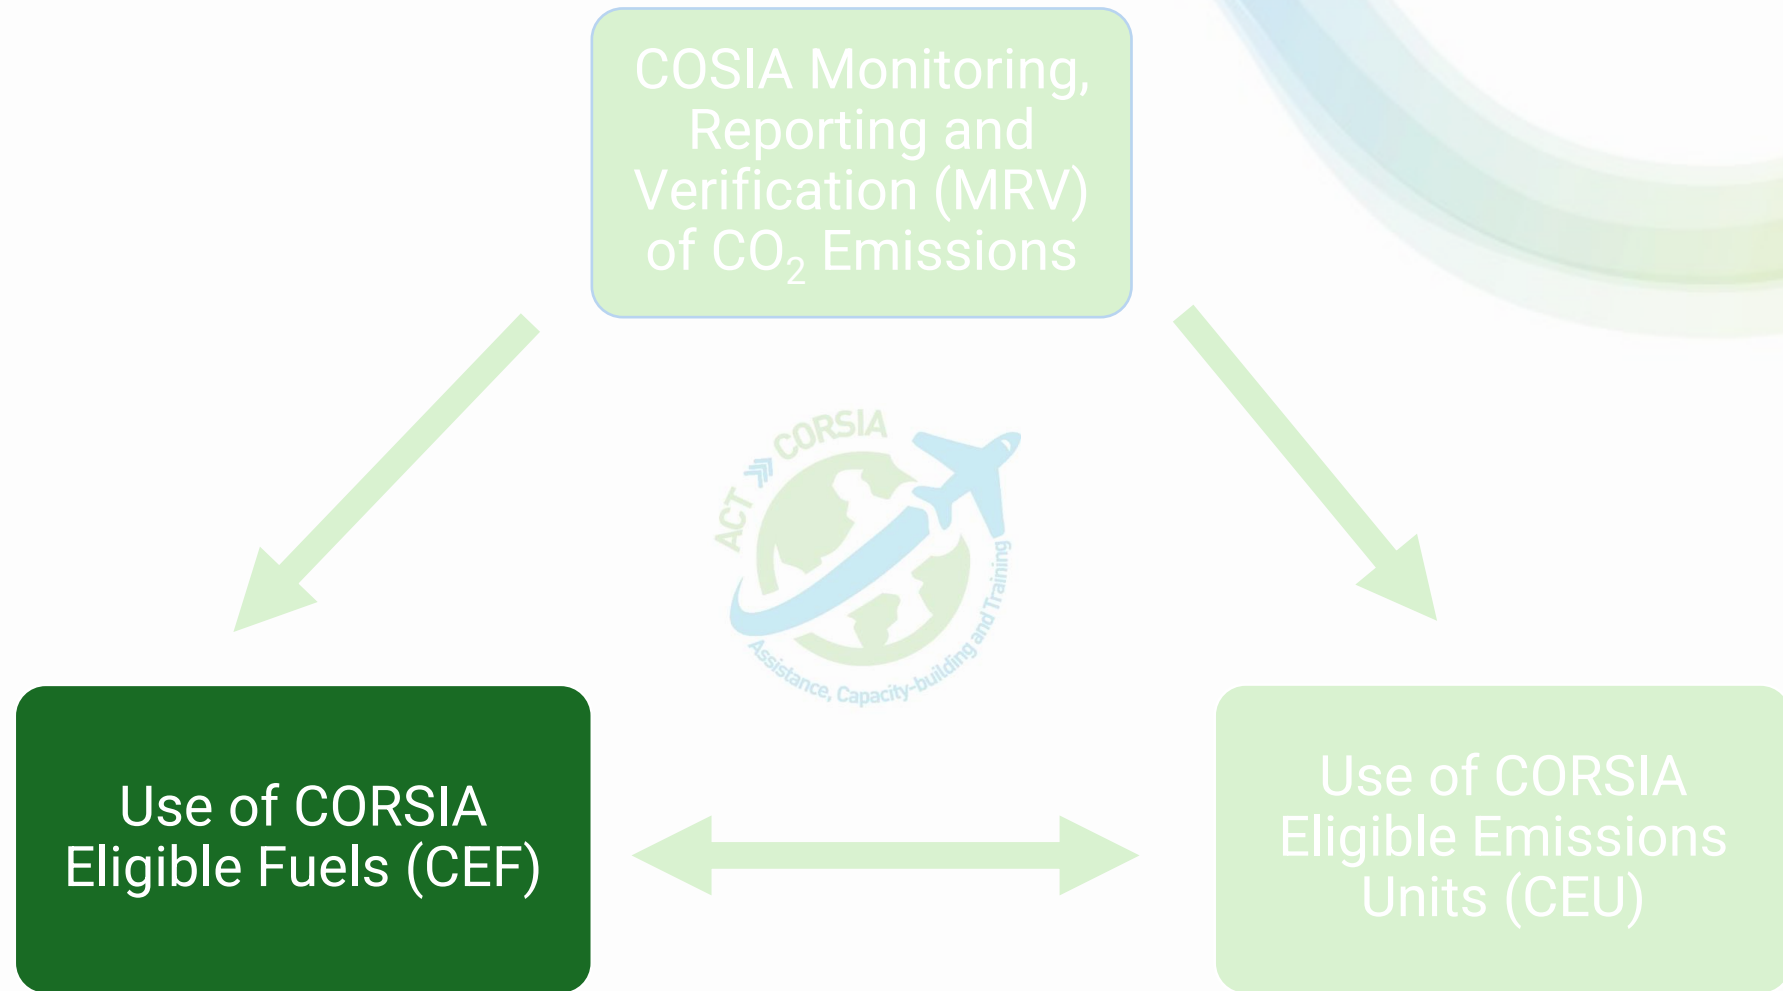 COSIA Monitoring,
Reporting and
Verification (MRV)
of CO₂ Emissions
ACT CORSIA
Assistance, Capacity-building and Training
Use of CORSIA
Eligible Fuels (CEF)
Use of CORSIA
Eligible Emissions
Units (CEU)